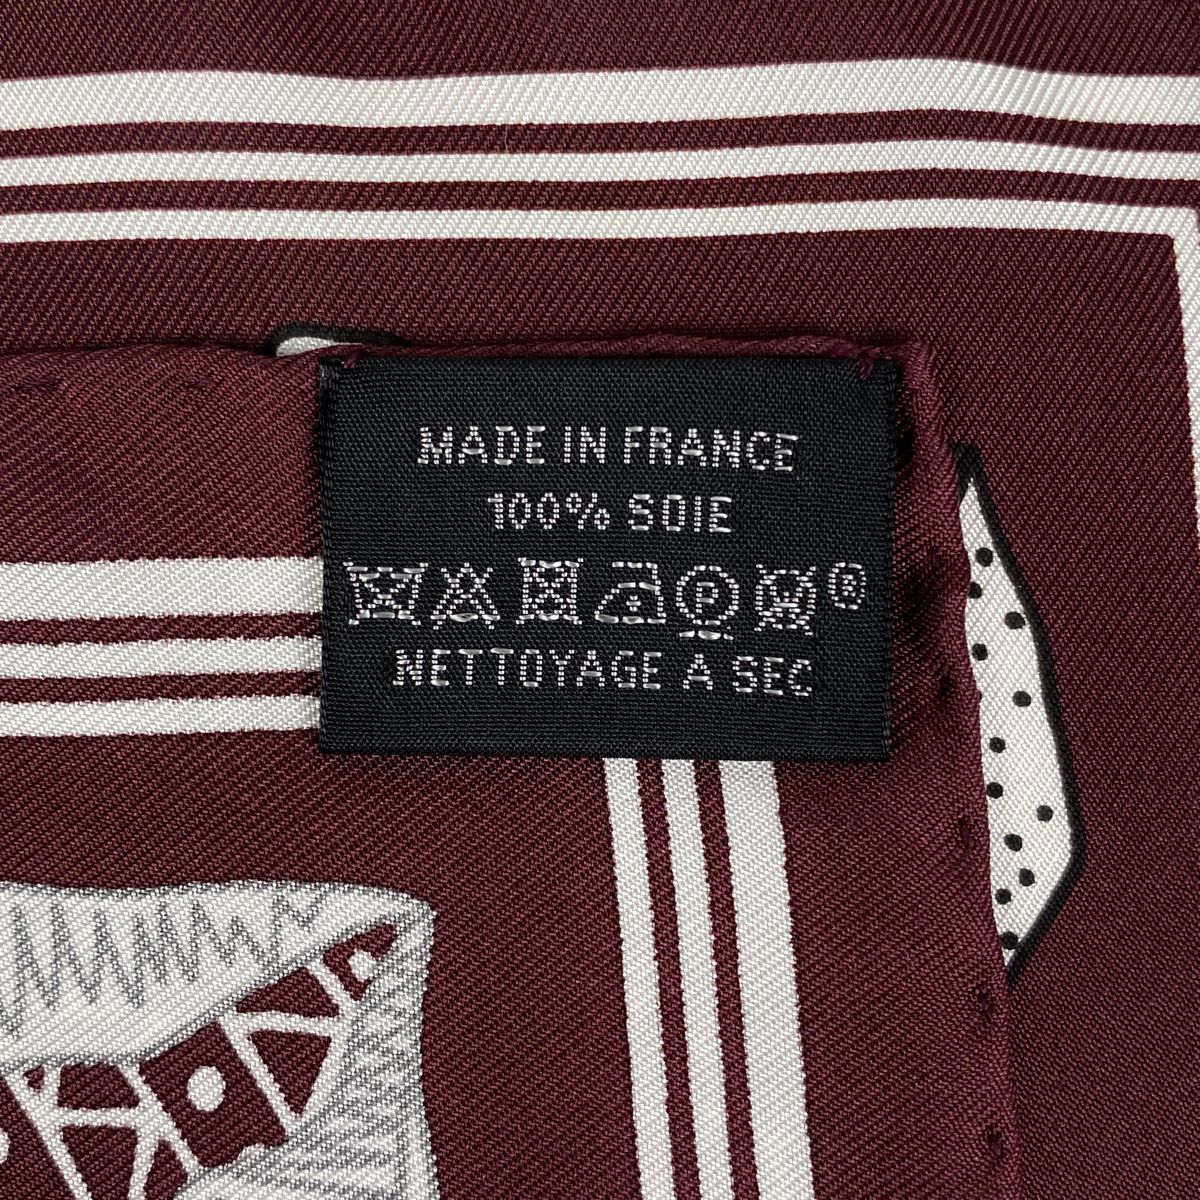 MADE IN FRANCE
100% SOIE
P W ®
NETTOYAGE A SEC